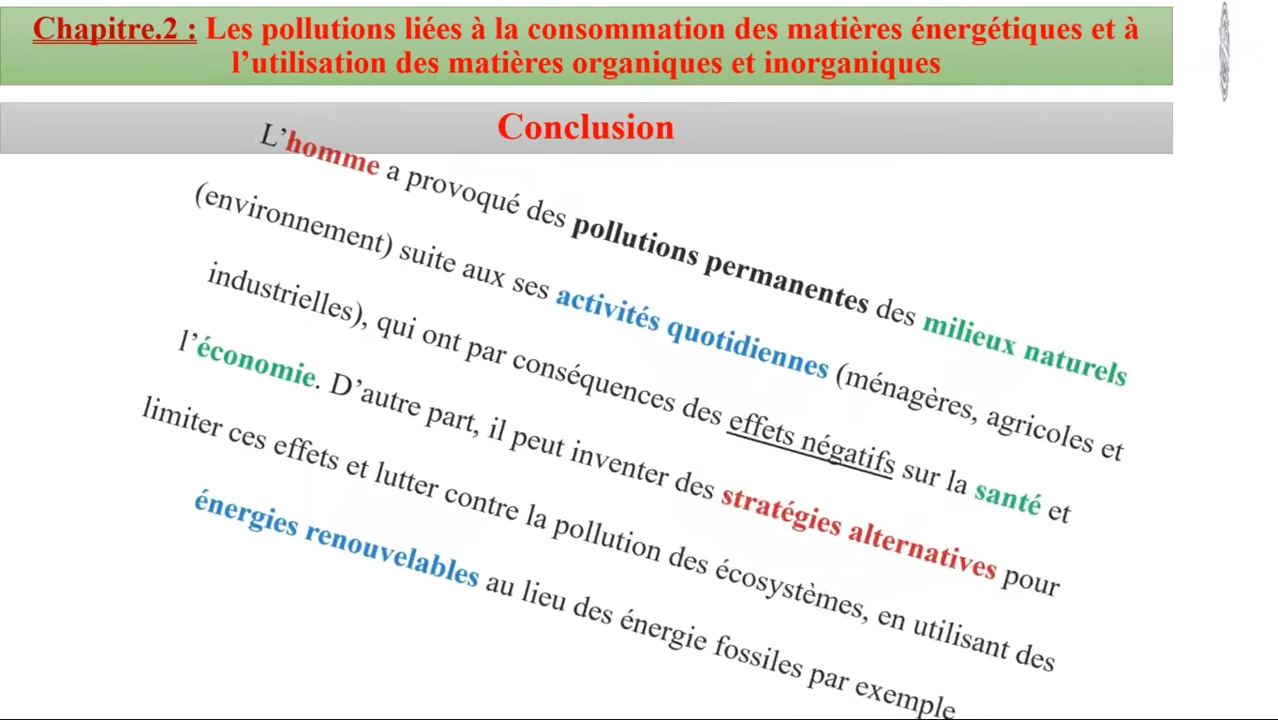 Chapitre.2 : Les pollutions liées à la consommation des matières énergétiques et à
l’utilisation des matières organiques et inorganiques
Conclusion
L’homme a provoqué des pollutions permanentes des milieux naturels
(environnement) suite aux ses activités quotidiennes (ménagères, agricoles et
industrielles), qui ont par conséquences des effets négatifs sur la santé et
l’économie. D’autre part, il peut inventer des stratégies alternatives pour
limiter ces effets et lutter contre la pollution des écosystèmes, en utilisant des
énergies renouvelables au lieu des énergie fossiles par exemple